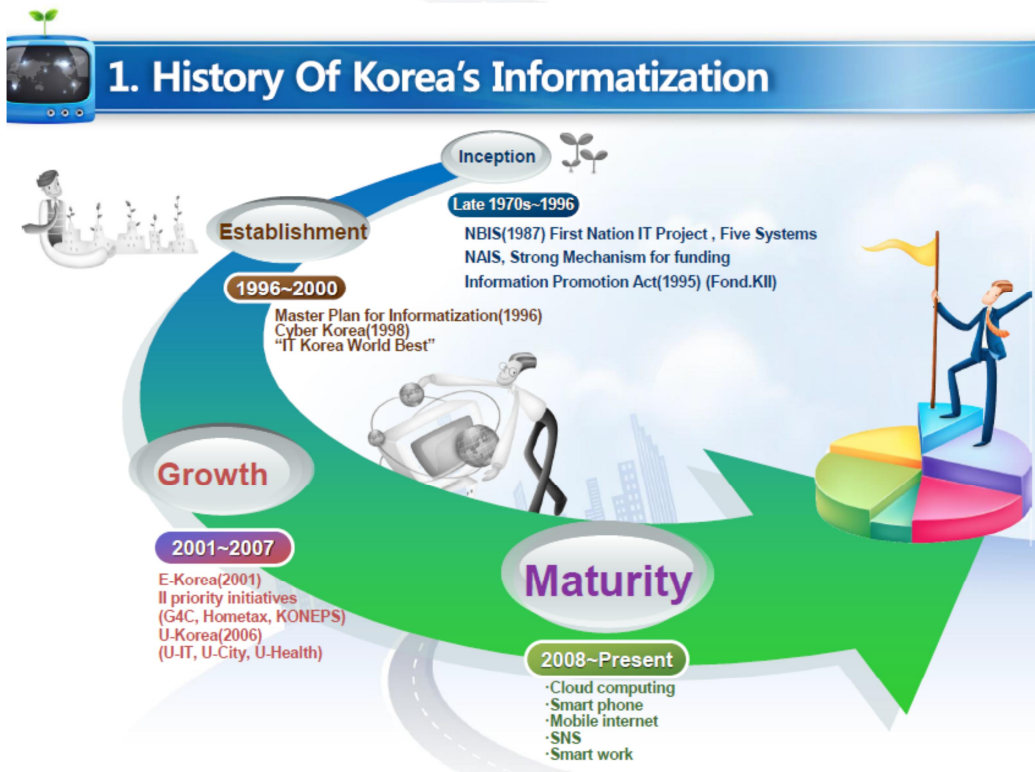 1. History Of Korea's Informatization
Inception
Late 1970s~1996
NBIS(1987) First Nation IT Project , Five Systems
NAIS, Strong Mechanism for funding
Information Promotion Act(1995) (Fond.KII)
Establishment
1996~2000
Master Plan for Informatization(1996)
Cyber Korea(1998)
“IT Korea World Best”
Growth
2001~2007
E-Korea(2001)
II priority initiatives
(G4C, Hometax, KONEPS)
U-Korea(2006)
(U-IT, U-City, U-Health)
Maturity
2008~Present
·Cloud computing
·Smart phone
·Mobile internet
·SNS
·Smart work